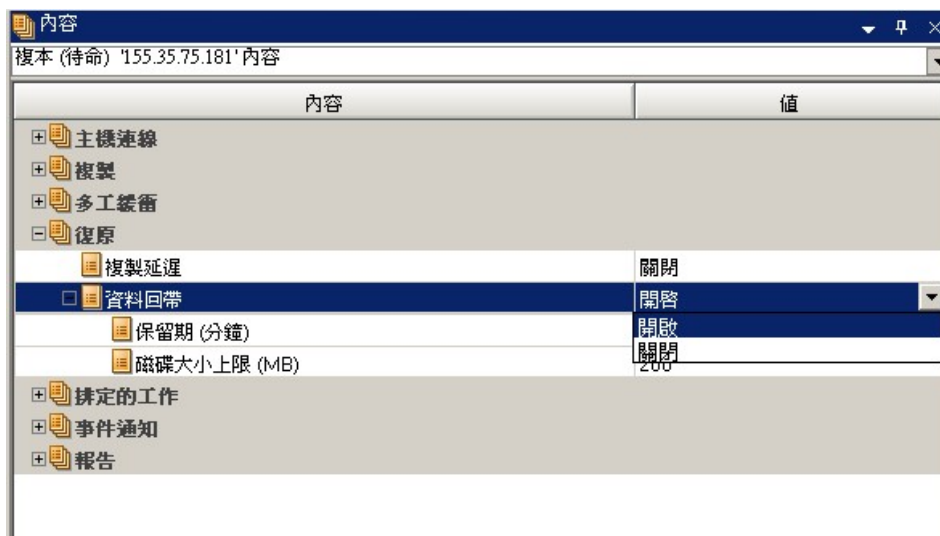 內容
複本 (待命) '155.35.75.181' 內容
內容 值
主機連線
複製
多工緩衝
復原
複製延遲 關閉
資料回帶 開啓
保留期 (分鐘) 開啟
關閉
磁碟大小上限 (MB) 200
排定的工作
事件通知
報告